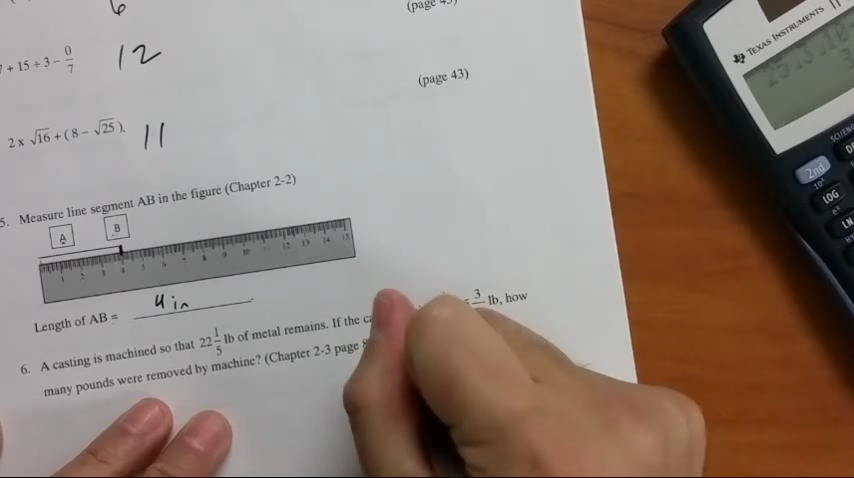 6
(page 43)
+ 15 ÷ 3 − 0/7 12
(page 43)
2 x √16 + ( 8 − √25 ). 11
5. Measure line segment AB in the figure (Chapter 2-2)
A B
1 2 3 4 5 6 7 8 9 10 11 12 13 14 15
Length of AB = 4 in
6. A casting is machined so that 22 1/5 lb of metal remains. If the 3 lb, how
many pounds were removed by machine? (Chapter 2-3 page
TEXAS INSTRUMENTS
2nd
LOG
LN